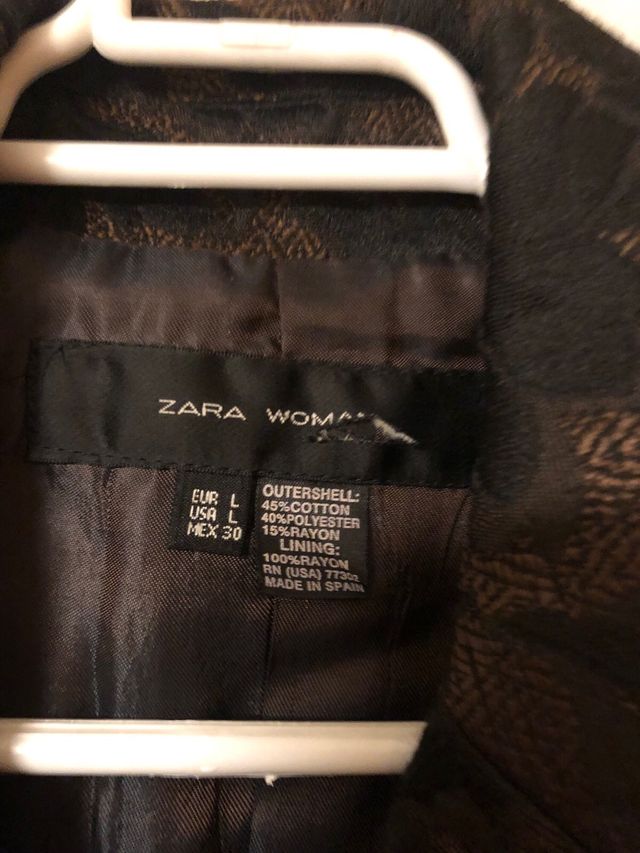 ZARA WOMAN
EUR L
USA L
MEX 30
OUTERSHELL:
45%COTTON
40%POLYESTER
15%RAYON
LINING:
100%RAYON
RN (USA) 77302
MADE IN SPAIN